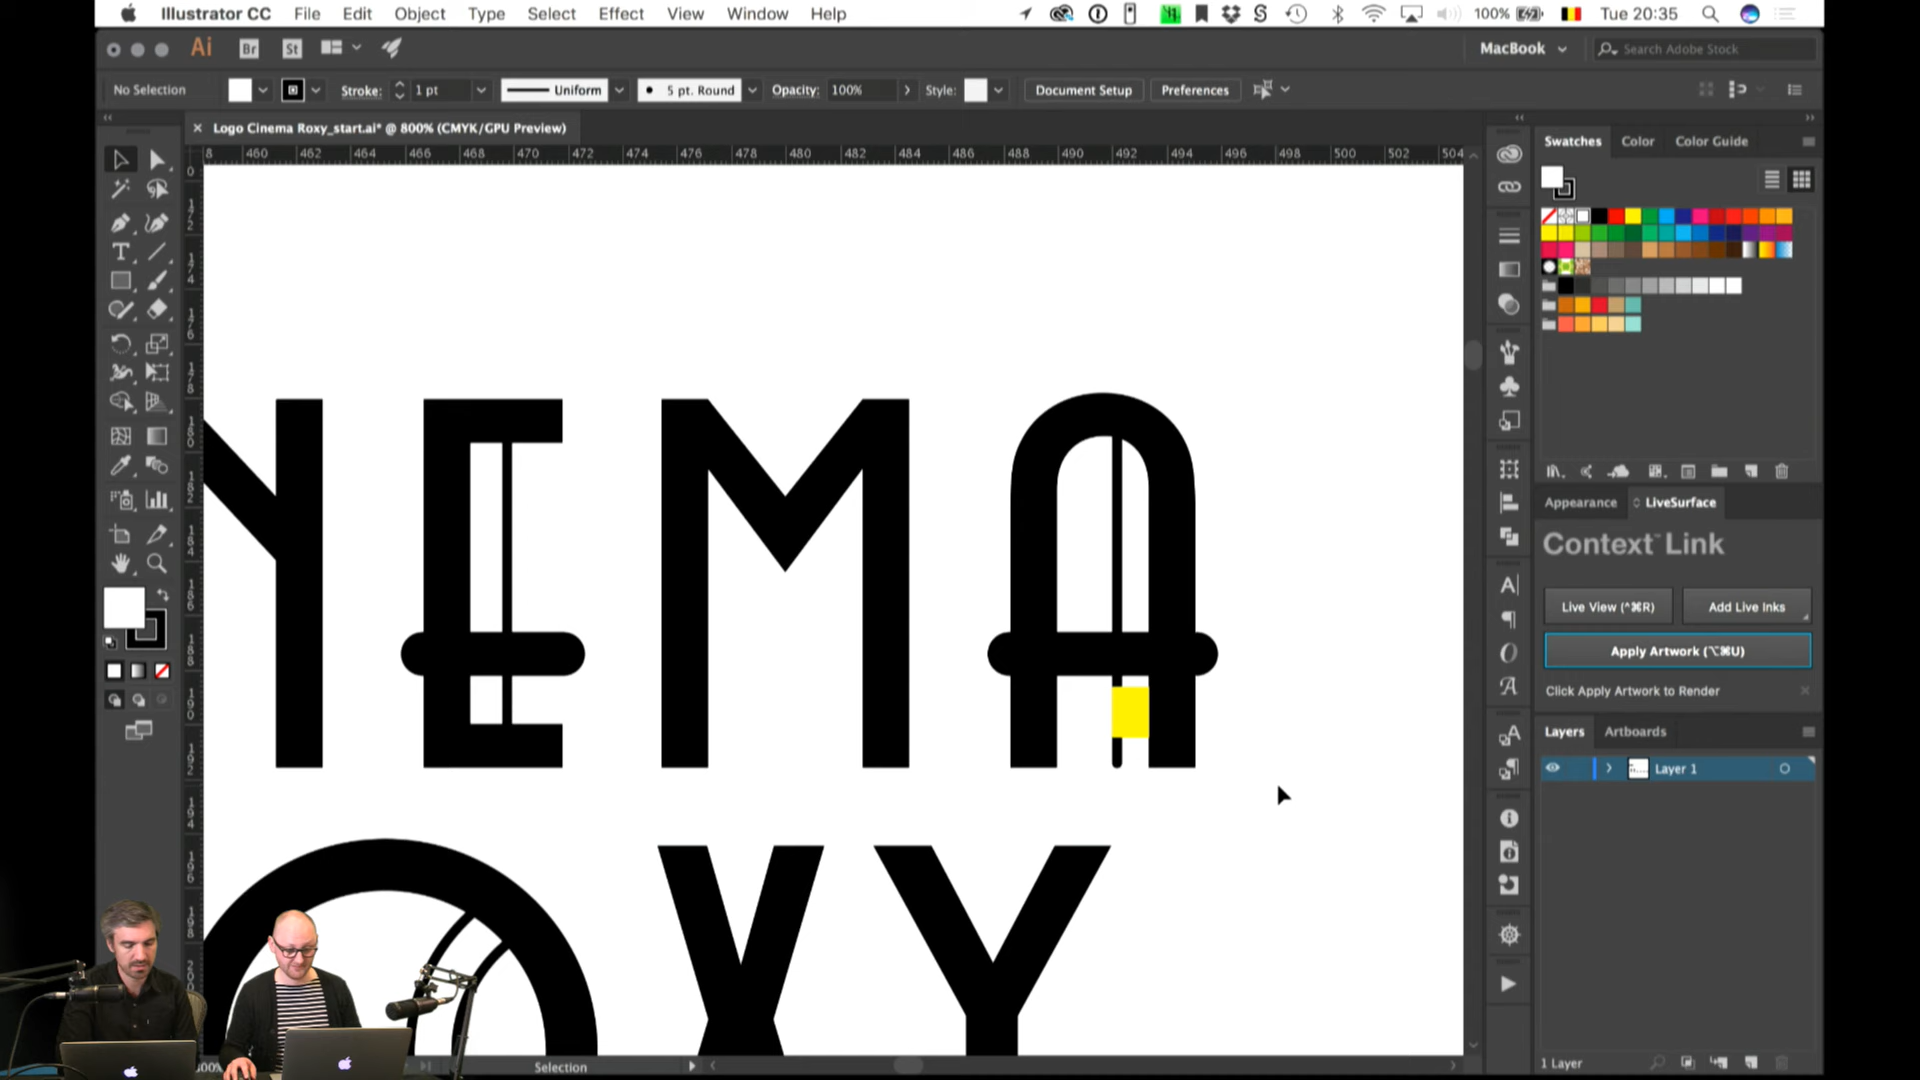 Illustrator CC File Edit Object Type Select Effect View Window Help
100% Tue 20:35
Ai Br St
MacBook Search Adobe Stock
No Selection Stroke: 1 pt Uniform 5 pt. Round Opacity: 100% Style: Document Setup Preferences
Logo Cinema Roxy_start.ai* @ 800% (CMYK/GPU Preview)
8 460 462 464 466 468 470 472 474 476 478 480 482 484 486 488 490 492 494 496 498 500 502 504
Swatches Color Color Guide
Appearance LiveSurface
Context Link
Live View (^⌘R) Add Live Inks
Apply Artwork (⌥⌘U)
Click Apply Artwork to Render
Layers Artboards
Layer 1
NEMA
OXY
Selection
1 Layer